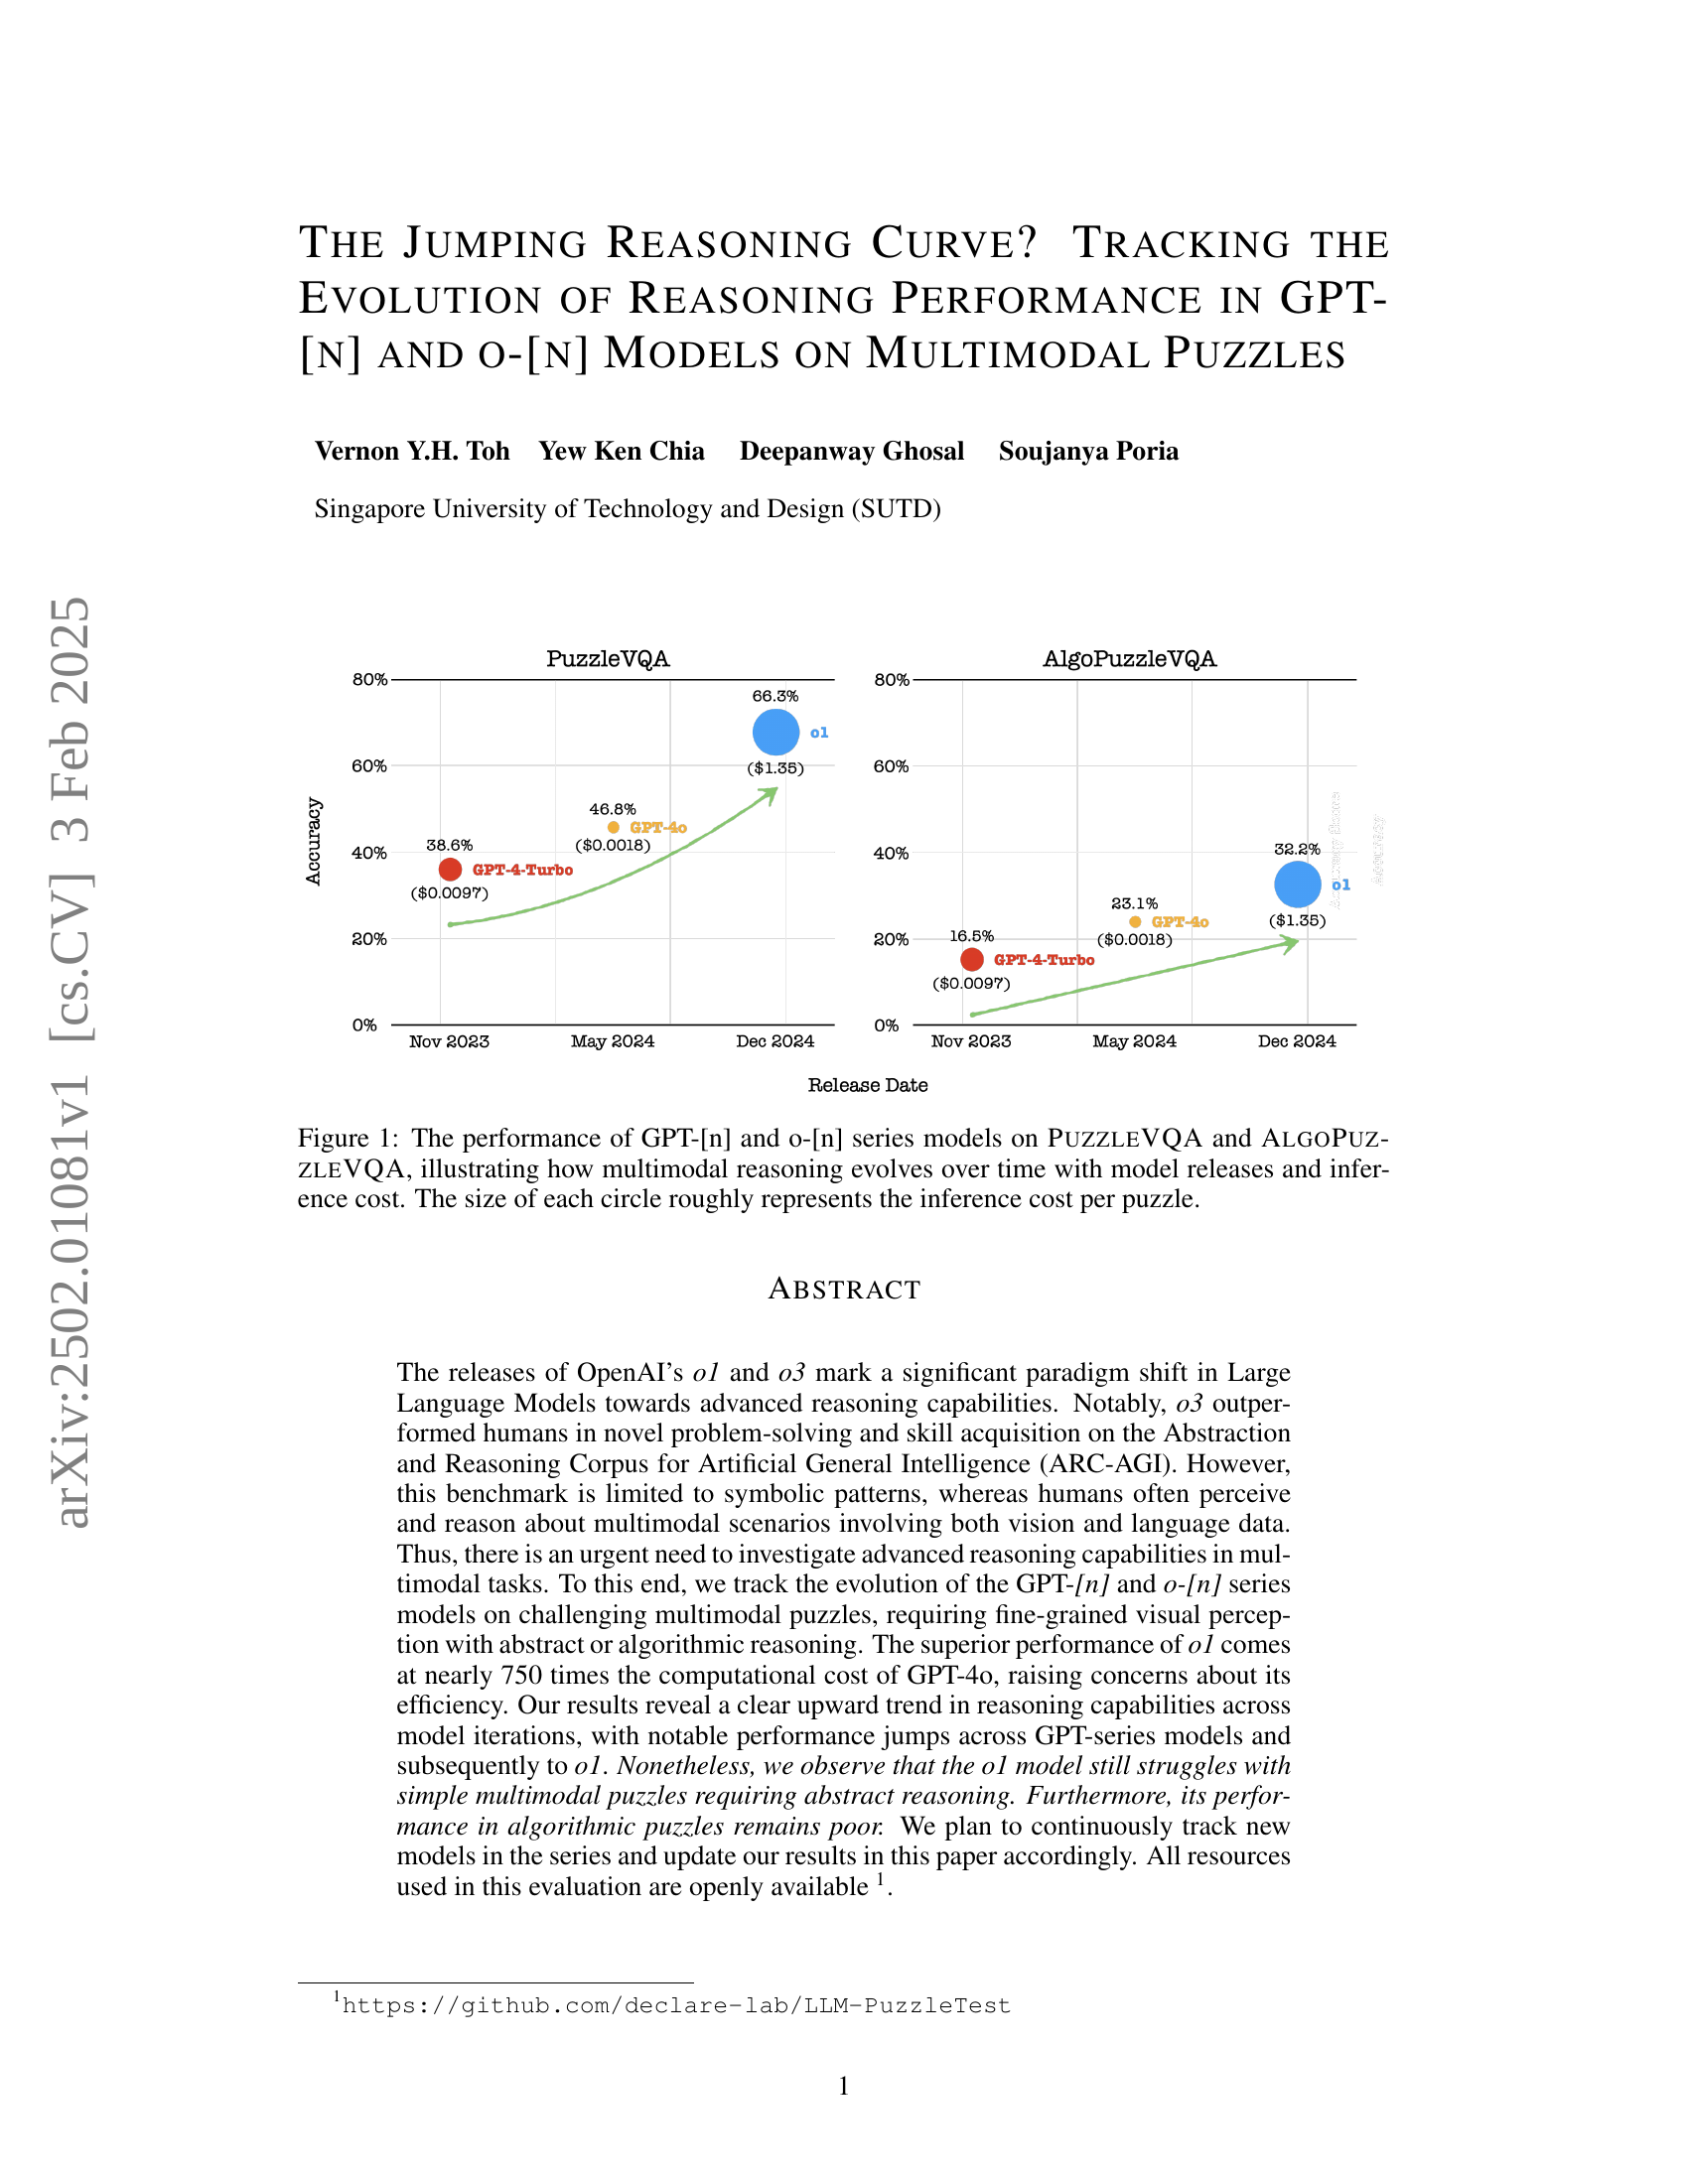 arXiv:2502.01081v1 [cs.CV] 3 Feb 2025
THE JUMPING REASONING CURVE? TRACKING THE
EVOLUTION OF REASONING PERFORMANCE IN GPT-
[N] AND O-[N] MODELS ON MULTIMODAL PUZZLES
Vernon Y.H. Toh Yew Ken Chia Deepanway Ghosal Soujanya Poria
Singapore University of Technology and Design (SUTD)
PuzzleVQA
Accuracy
80%
60%
40%
20%
0%
38.6%
GPT-4-Turbo
($0.0097)
46.8%
GPT-4o
($0.0018)
66.3%
o1
($1.35)
Nov 2023 May 2024 Dec 2024
AlgoPuzzleVQA
80%
60%
40%
20%
0%
16.5%
GPT-4-Turbo
($0.0097)
23.1%
GPT-4o
($0.0018)
32.2%
o1
($1.35)
Nov 2023 May 2024 Dec 2024
Release Date
Figure 1: The performance of GPT-[n] and o-[n] series models on PUZZLEVQA and ALGOPUZ-
ZLEVQA, illustrating how multimodal reasoning evolves over time with model releases and infer-
ence cost. The size of each circle roughly represents the inference cost per puzzle.
ABSTRACT
The releases of OpenAI's o1 and o3 mark a significant paradigm shift in Large
Language Models towards advanced reasoning capabilities. Notably, o3 outper-
formed humans in novel problem-solving and skill acquisition on the Abstraction
and Reasoning Corpus for Artificial General Intelligence (ARC-AGI). However,
this benchmark is limited to symbolic patterns, whereas humans often perceive
and reason about multimodal scenarios involving both vision and language data.
Thus, there is an urgent need to investigate advanced reasoning capabilities in mul-
timodal tasks. To this end, we track the evolution of the GPT-[n] and o-[n] series
models on challenging multimodal puzzles, requiring fine-grained visual percep-
tion with abstract or algorithmic reasoning. The superior performance of o1 comes
at nearly 750 times the computational cost of GPT-4o, raising concerns about its
efficiency. Our results reveal a clear upward trend in reasoning capabilities across
model iterations, with notable performance jumps across GPT-series models and
subsequently to o1. Nonetheless, we observe that the o1 model still struggles with
simple multimodal puzzles requiring abstract reasoning. Furthermore, its perfor-
mance in algorithmic puzzles remains poor. We plan to continuously track new
models in the series and update our results in this paper accordingly. All resources
used in this evaluation are openly available 1.
1https://github.com/declare-lab/LLM-PuzzleTest
1